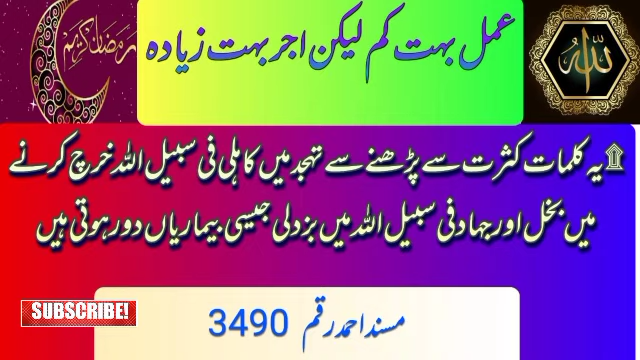 عمل بہت کم لیکن اجر بہت زیادہ
رمضان كريم
الله
۩ یہ کلمات کثرت سے پڑھنے سے تہجد میں کاہلی فی سبیل اللہ خرچ کرنے
میں بخل اور جہاد فی سبیل اللہ میں بزدلی جیسی بیماریاں دور ہوتی ہیں
SUBSCRIBE!
مسند احمد رقم 3490